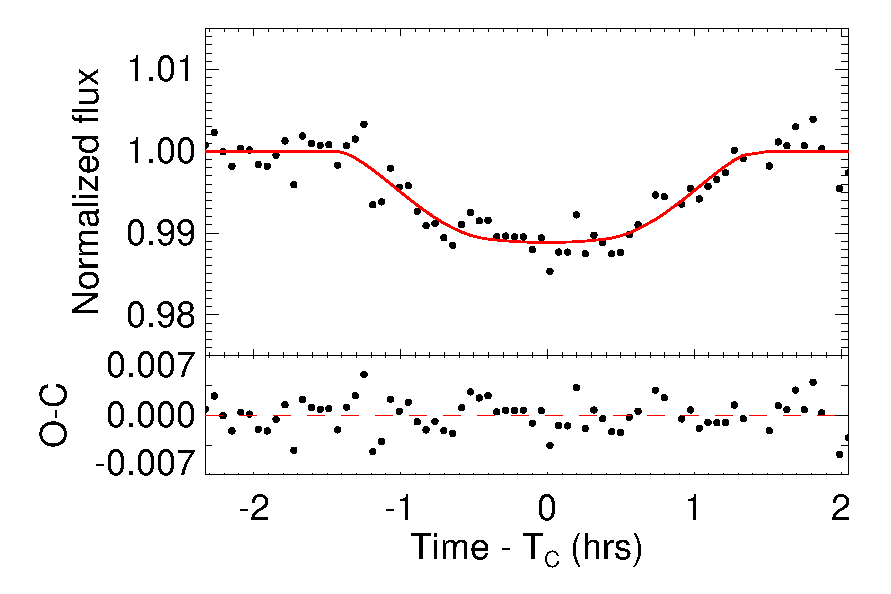 Normalized flux
1.01
1.00
0.99
0.98
O-C
0.007
0.000
-0.007
-2 -1 0 1 2
Time - T_C (hrs)